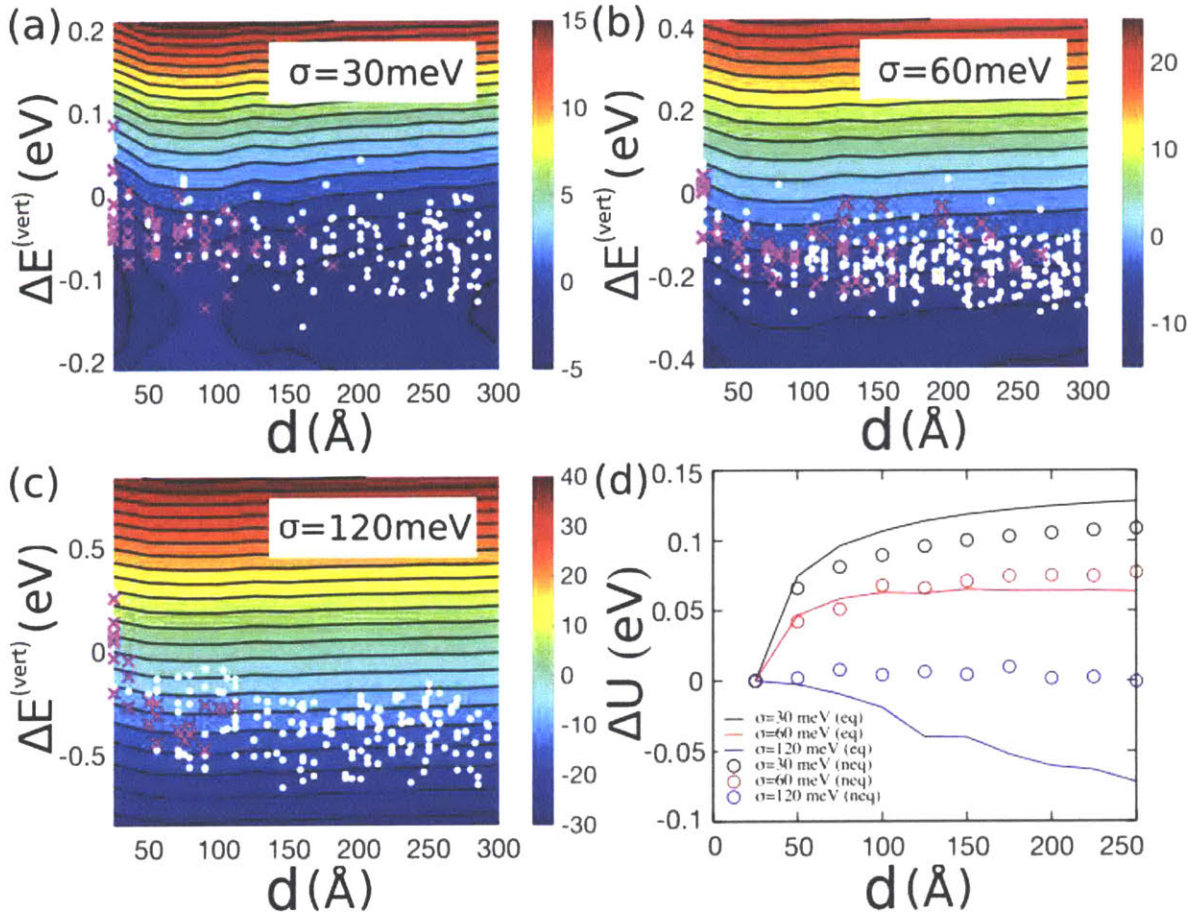 (a)
σ=30meV
ΔE(vert) (eV)
0.2
0.1
0
-0.1
-0.2
50 100 150 200 250 300
d (Å)
15
10
5
0
-5
(b)
σ=60meV
ΔE(vert) (eV)
0.4
0.2
0
-0.2
-0.4
50 100 150 200 250 300
d (Å)
20
10
0
-10
(c)
σ=120meV
ΔE(vert) (eV)
0.5
0
-0.5
50 100 150 200 250 300
d (Å)
40
30
20
10
0
-10
-20
-30
(d)
ΔU (eV)
0.15
0.1
0.05
0
-0.05
-0.1
σ=30 meV (eq)
σ=60 meV (eq)
σ=120 meV (eq)
σ=30 meV (neq)
σ=60 meV (neq)
σ=120 meV (neq)
0 50 100 150 200 250
d (Å)